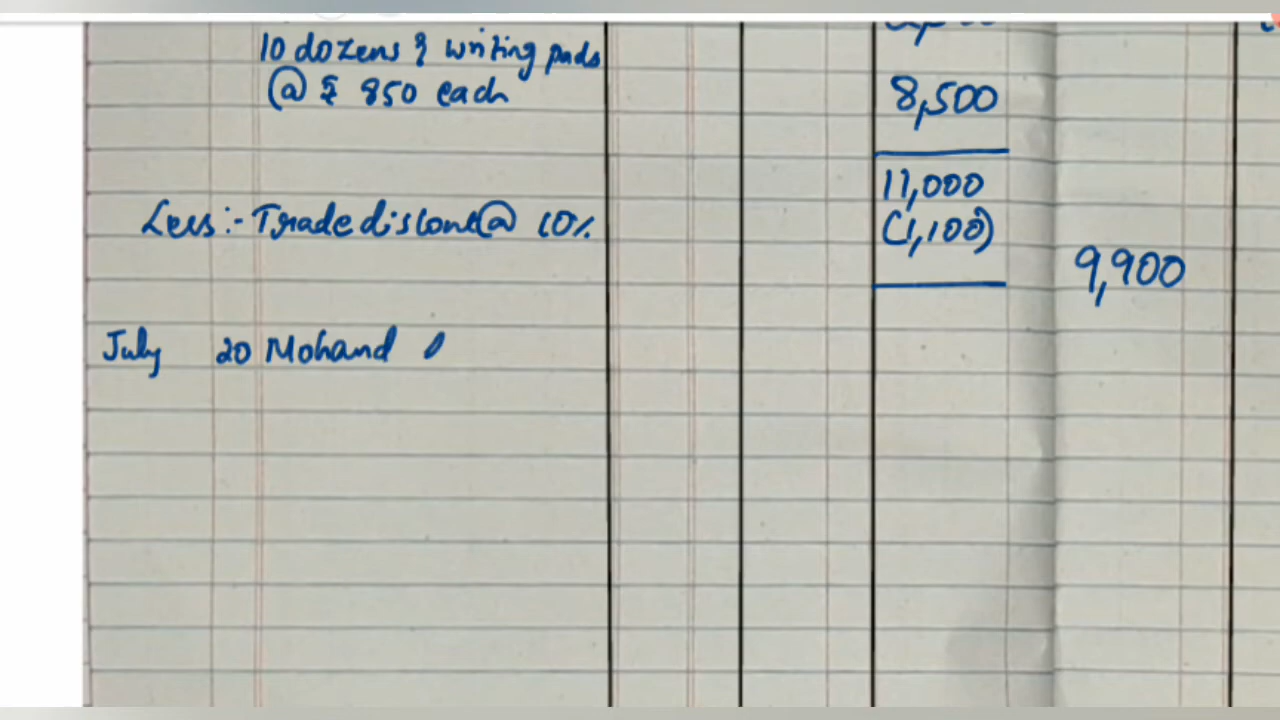 10 dozens of writing pads
@ ₹ 850 each 8,500
11,000
Less:- Trade discount @ 10% (1,100)
9,900
July 20 Mohand